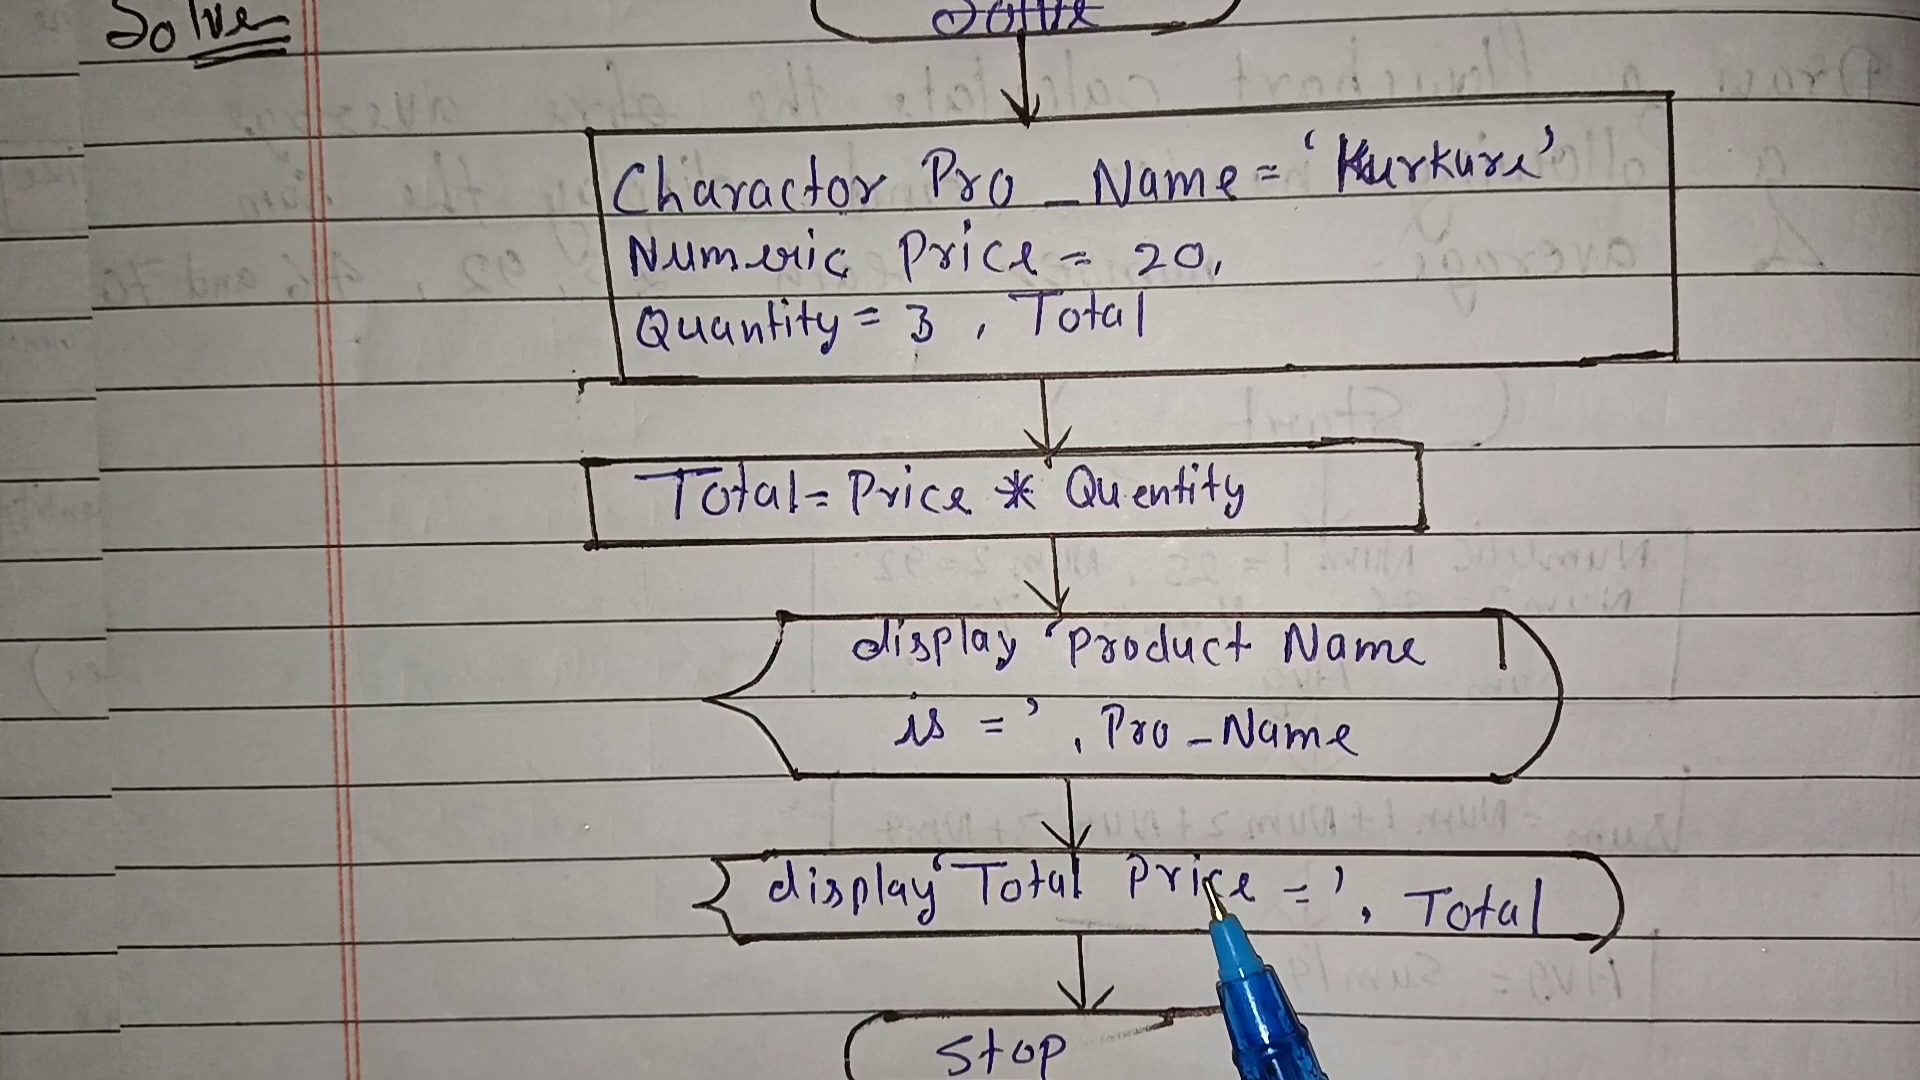 Solve
Charactor Pro_Name = 'Kurkure'
Numeric Price = 20,
Quantity = 3, Total
Total = Price * Quentity
display 'Product Name
is =', Pro_Name
display 'Total Price =', Total
Stop